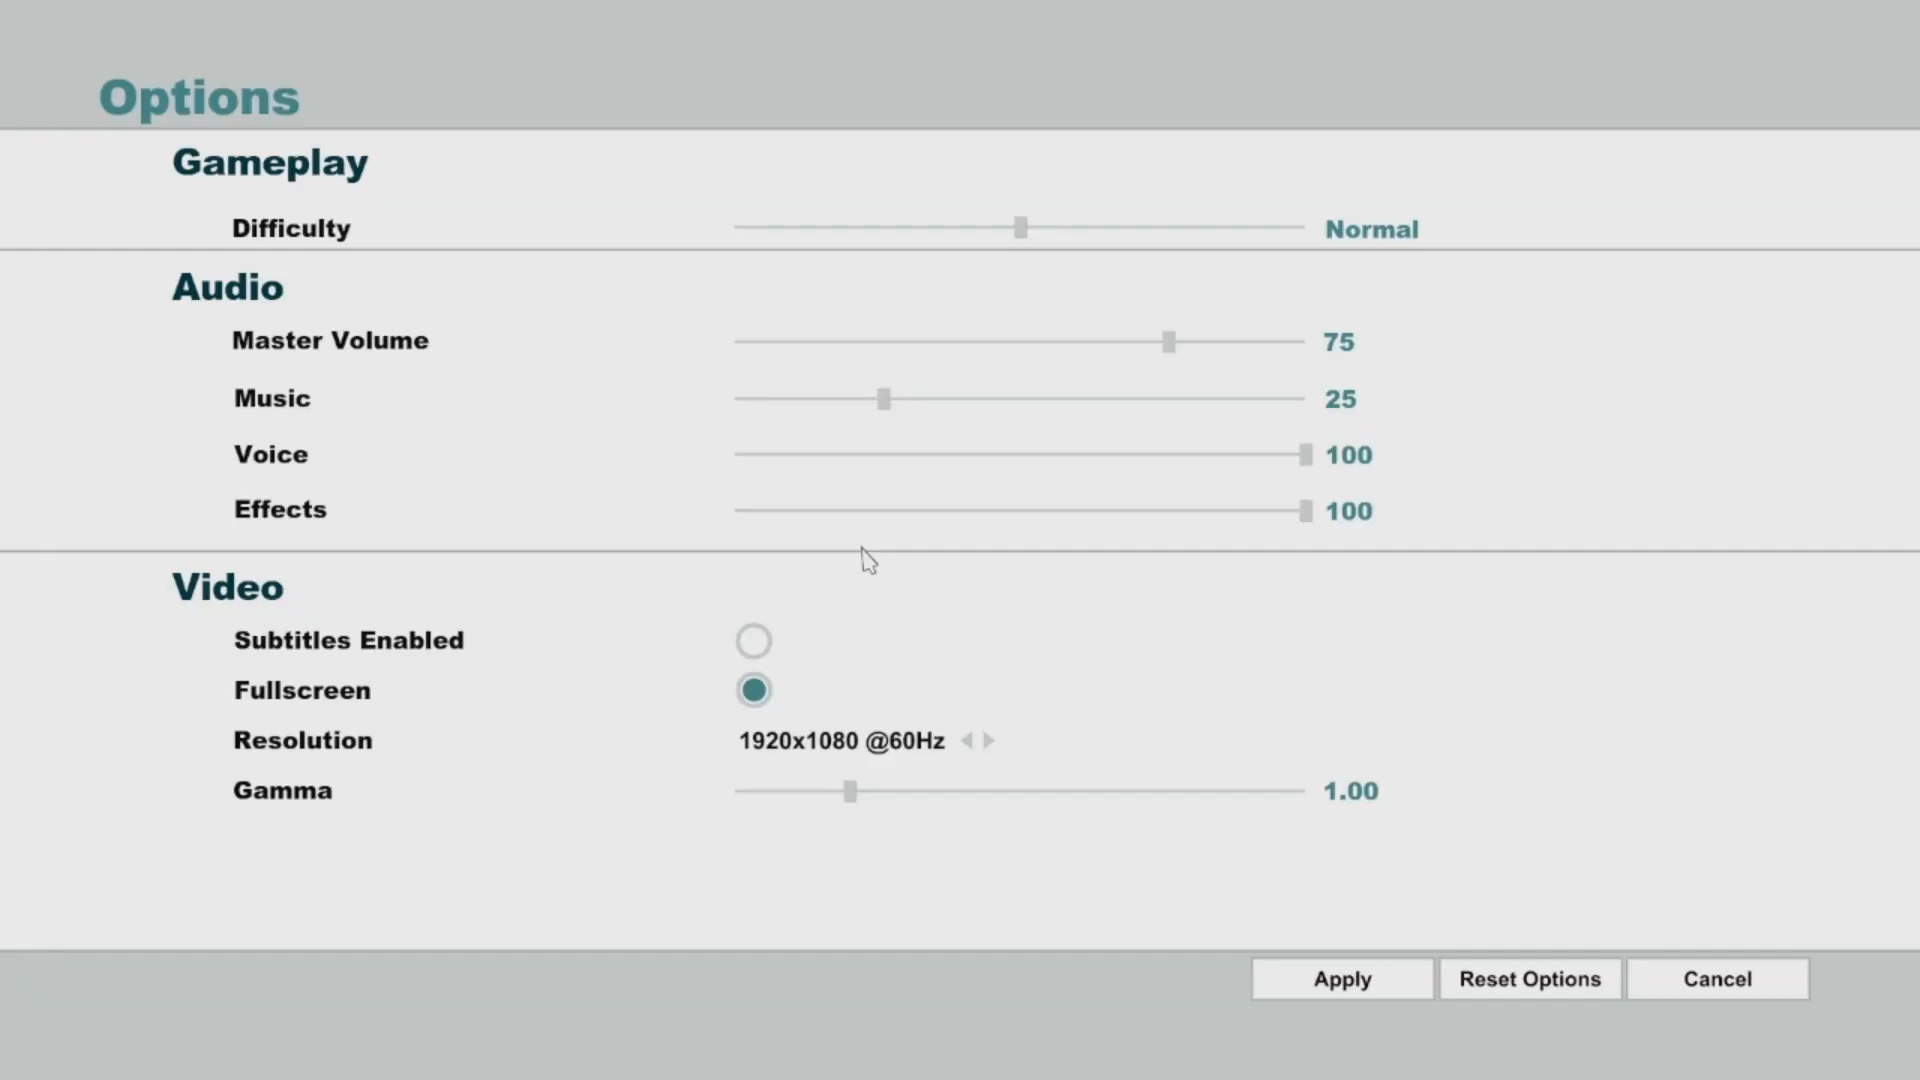 Options
Gameplay
Difficulty Normal
Audio
Master Volume 75
Music 25
Voice 100
Effects 100
Video
Subtitles Enabled
Fullscreen
Resolution 1920x1080 @60Hz
Gamma 1.00
Apply Reset Options Cancel